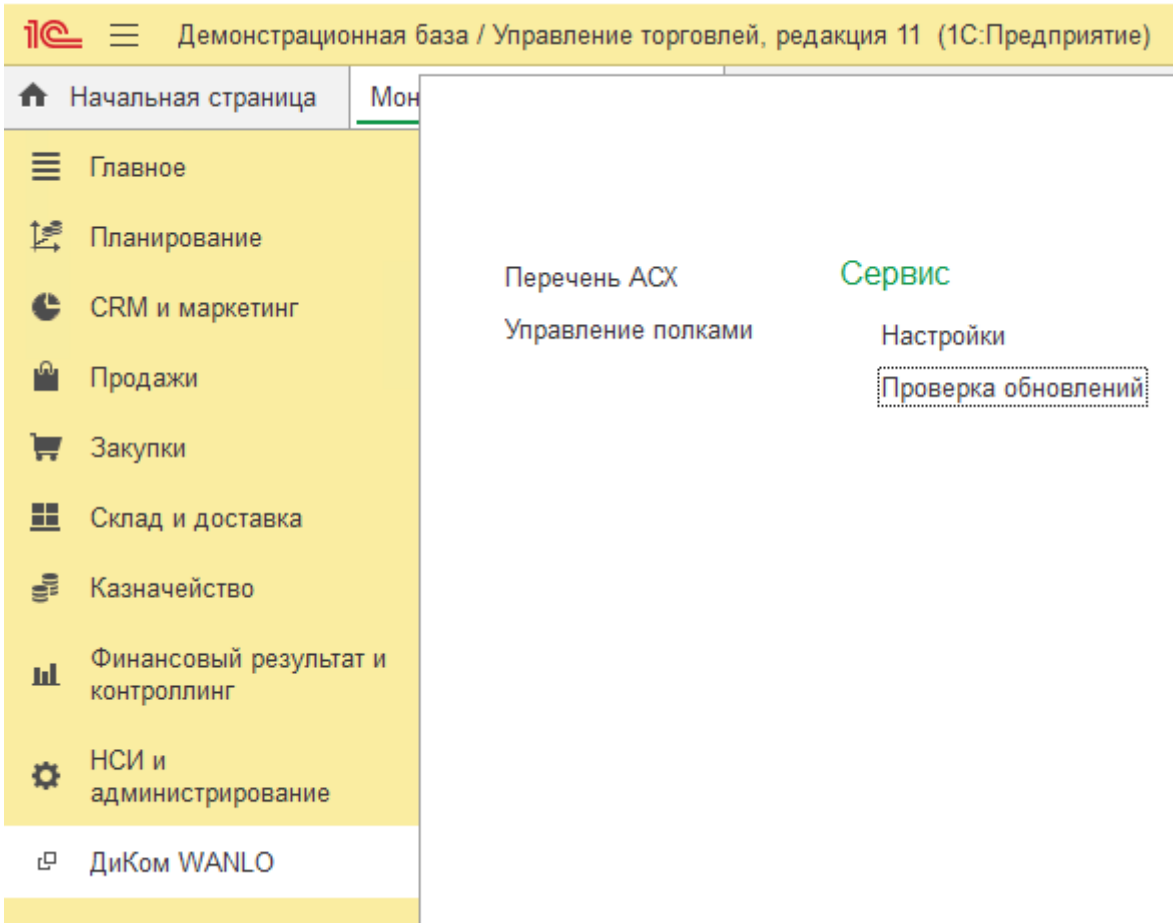 1С Демонстрационная база / Управление торговлей, редакция 11 (1С:Предприятие)
Начальная страница
Мон
Главное
Планирование
CRM и маркетинг
Продажи
Закупки
Склад и доставка
Казначейство
Финансовый результат и
контроллинг
НСИ и
администрирование
ДиКом WANLO
Перечень АСХ
Управление полками
Сервис
Настройки
Проверка обновлений